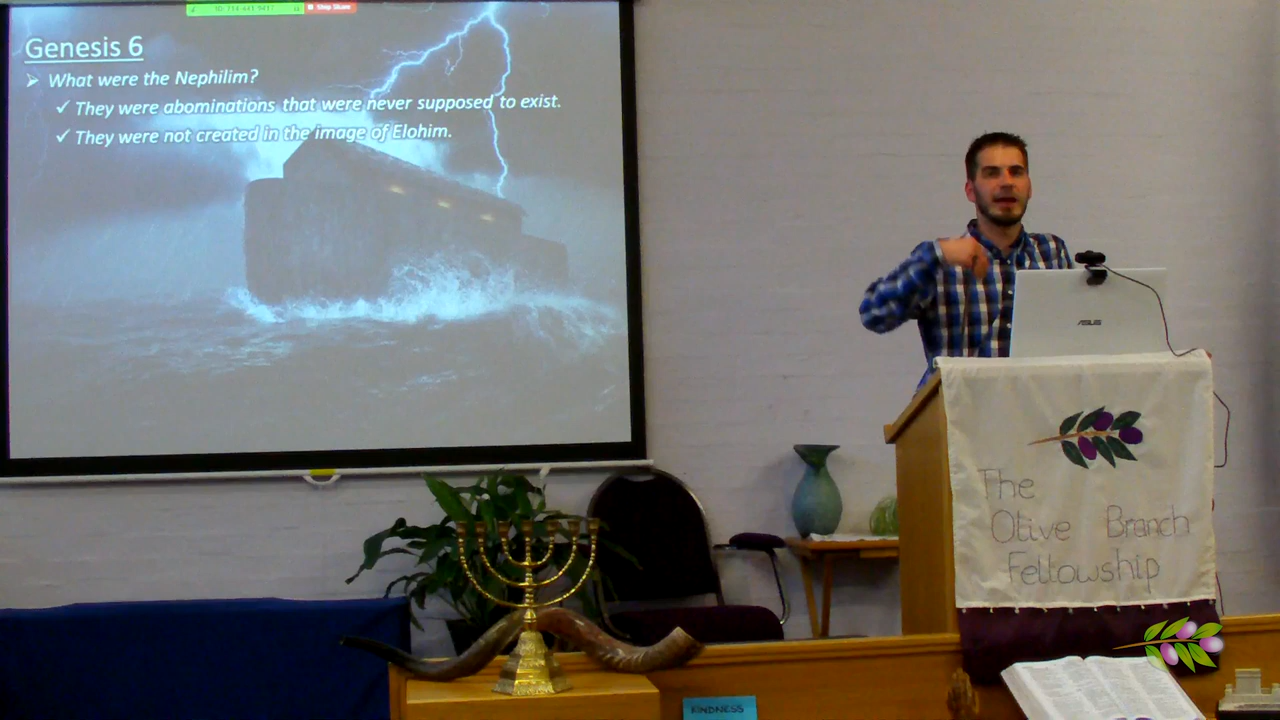 Stop Share
Genesis 6
What were the Nephilim?
They were abominations that were never supposed to exist.
They were not created in the image of Elohim.
ASUS
The
Olive Branch
Fellowship
KINDNESS